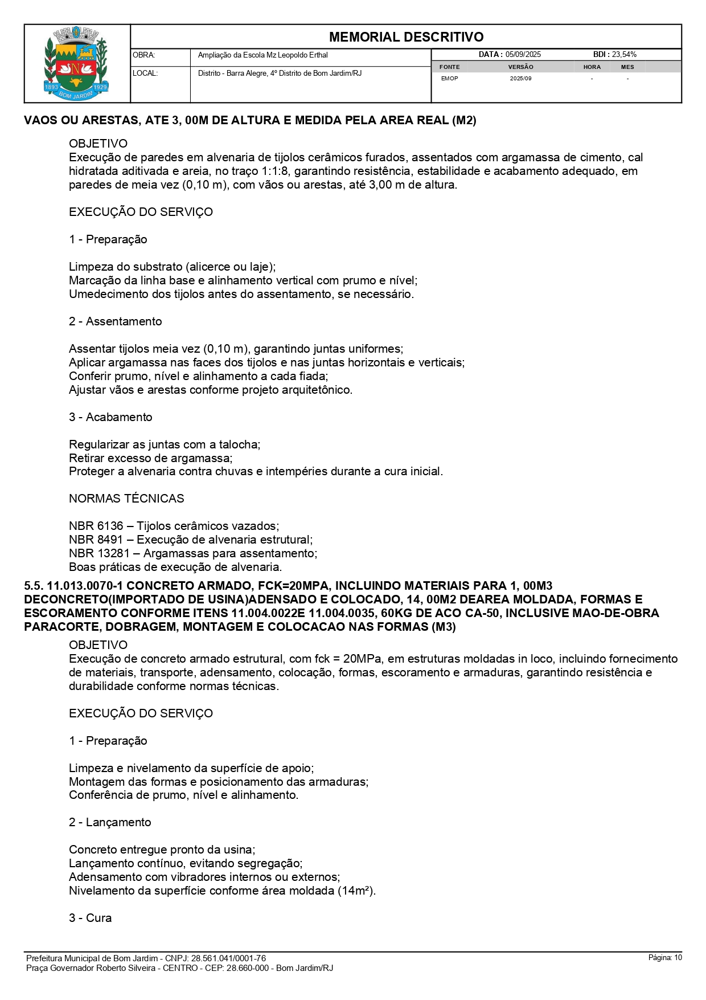 MEMORIAL DESCRITIVO
OBRA: Ampliação da Escola Mz Leopoldo Erthal
DATA : 05/09/2025 BDI : 23,54%
FONTE VERSÃO HORA MES
EMOP 2025/09 - -
LOCAL: Distrito - Barra Alegre, 4º Distrito de Bom Jardim/RJ
N
1893 1929
BOM JARDIM
VAOS OU ARESTAS, ATE 3, 00M DE ALTURA E MEDIDA PELA AREA REAL (M2)
OBJETIVO
Execução de paredes em alvenaria de tijolos cerâmicos furados, assentados com argamassa de cimento, cal
hidratada aditivada e areia, no traço 1:1:8, garantindo resistência, estabilidade e acabamento adequado, em
paredes de meia vez (0,10 m), com vãos ou arestas, até 3,00 m de altura.
EXECUÇÃO DO SERVIÇO
1 - Preparação
Limpeza do substrato (alicerce ou laje);
Marcação da linha base e alinhamento vertical com prumo e nível;
Umedecimento dos tijolos antes do assentamento, se necessário.
2 - Assentamento
Assentar tijolos meia vez (0,10 m), garantindo juntas uniformes;
Aplicar argamassa nas faces dos tijolos e nas juntas horizontais e verticais;
Conferir prumo, nível e alinhamento a cada fiada;
Ajustar vãos e arestas conforme projeto arquitetônico.
3 - Acabamento
Regularizar as juntas com a talocha;
Retirar excesso de argamassa;
Proteger a alvenaria contra chuvas e intempéries durante a cura inicial.
NORMAS TÉCNICAS
NBR 6136 – Tijolos cerâmicos vazados;
NBR 8491 – Execução de alvenaria estrutural;
NBR 13281 – Argamassas para assentamento;
Boas práticas de execução de alvenaria.
5.5. 11.013.0070-1 CONCRETO ARMADO, FCK=20MPA, INCLUINDO MATERIAIS PARA 1, 00M3
DECONCRETO(IMPORTADO DE USINA)ADENSADO E COLOCADO, 14, 00M2 DEAREA MOLDADA, FORMAS E
ESCORAMENTO CONFORME ITENS 11.004.0022E 11.004.0035, 60KG DE ACO CA-50, INCLUSIVE MAO-DE-OBRA
PARACORTE, DOBRAGEM, MONTAGEM E COLOCACAO NAS FORMAS (M3)
OBJETIVO
Execução de concreto armado estrutural, com fck = 20MPa, em estruturas moldadas in loco, incluindo fornecimento
de materiais, transporte, adensamento, colocação, formas, escoramento e armaduras, garantindo resistência e
durabilidade conforme normas técnicas.
EXECUÇÃO DO SERVIÇO
1 - Preparação
Limpeza e nivelamento da superfície de apoio;
Montagem das formas e posicionamento das armaduras;
Conferência de prumo, nível e alinhamento.
2 - Lançamento
Concreto entregue pronto da usina;
Lançamento contínuo, evitando segregação;
Adensamento com vibradores internos ou externos;
Nivelamento da superfície conforme área moldada (14m²).
3 - Cura
Prefeitura Municipal de Bom Jardim - CNPJ: 28.561.041/0001-76
Praça Governador Roberto Silveira - CENTRO - CEP: 28.660-000 - Bom Jardim/RJ
Página: 10